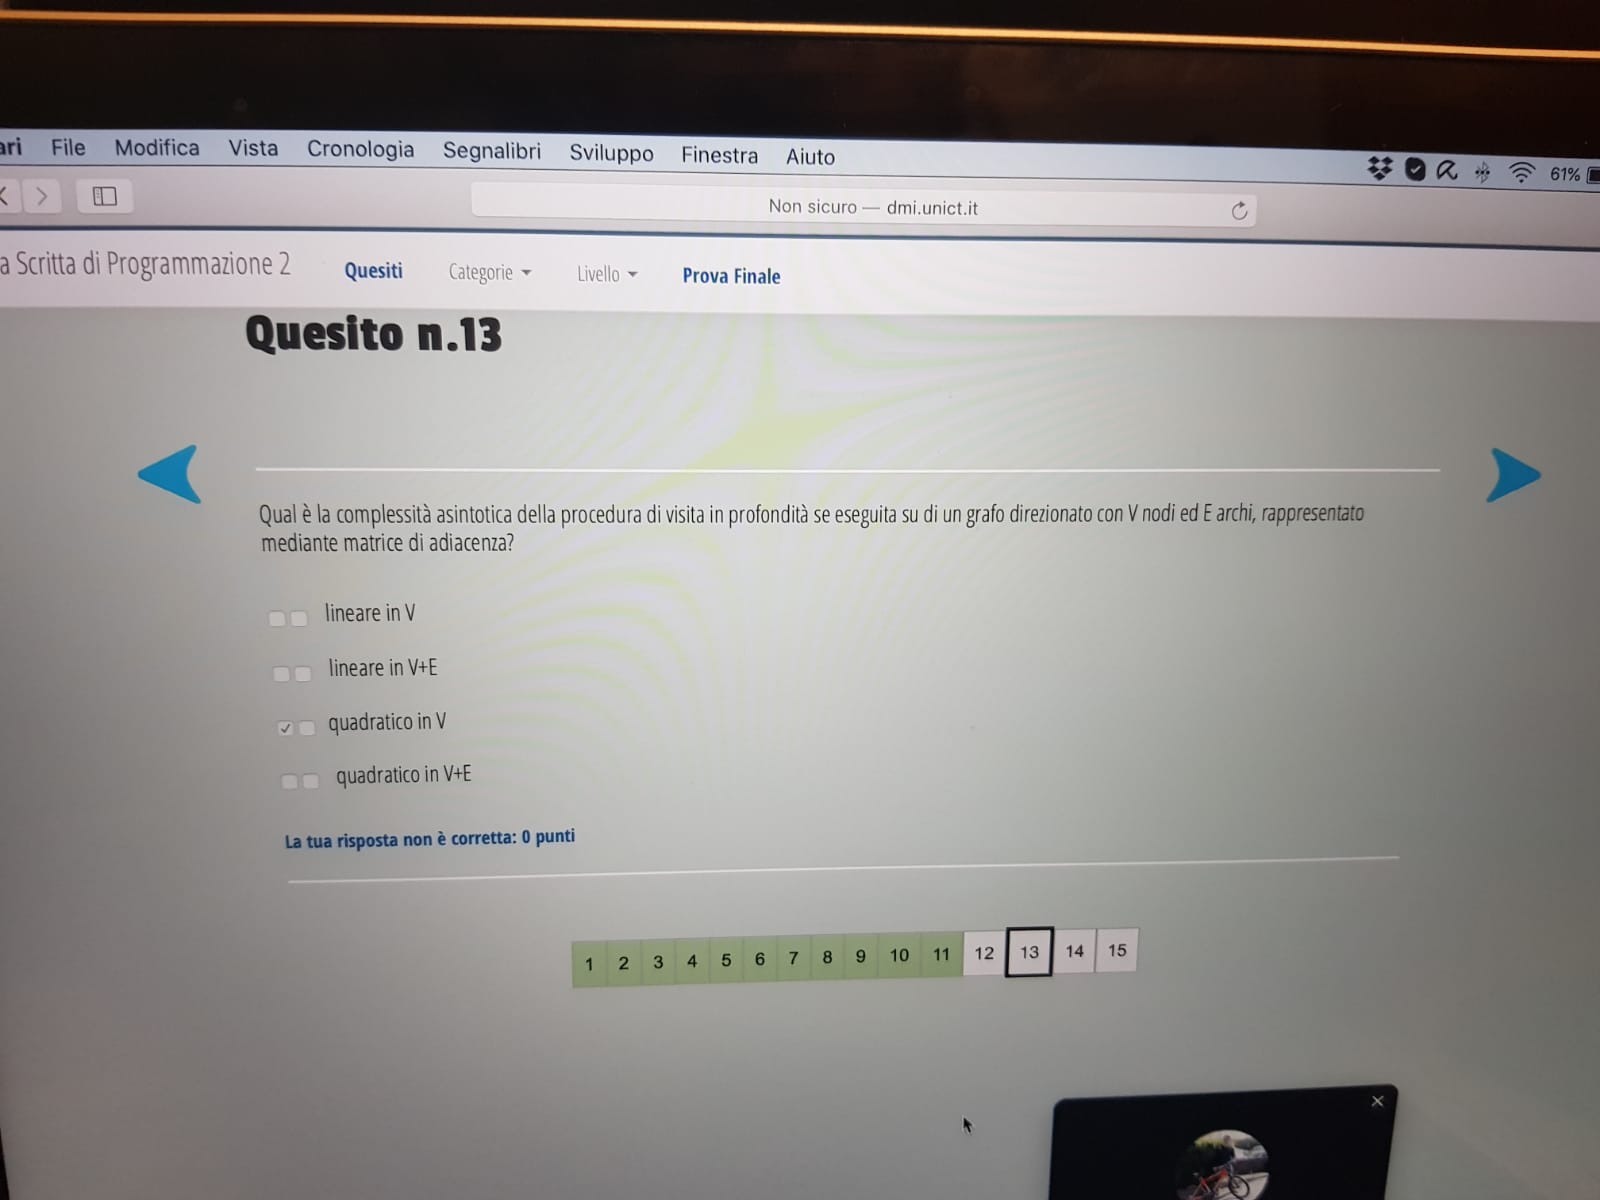 ari File Modifica Vista Cronologia Segnalibri Sviluppo Finestra Aiuto 61%
Non sicuro — dmi.unict.it
a Scritta di Programmazione 2 Quesiti Categorie Livello Prova Finale
Quesito n.13
Qual è la complessità asintotica della procedura di visita in profondità se eseguita su di un grafo direzionato con V nodi ed E archi, rappresentato
mediante matrice di adiacenza?
lineare in V
lineare in V+E
quadratico in V
quadratico in V+E
La tua risposta non è corretta: 0 punti
1 2 3 4 5 6 7 8 9 10 11 12 13 14 15